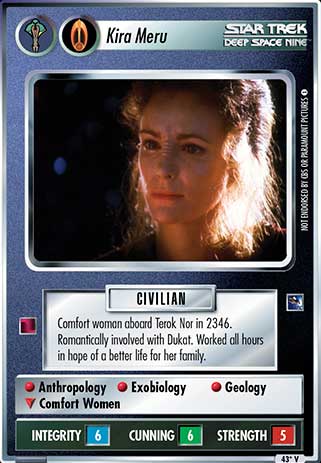 Kira Meru
STAR TREK
DEEP SPACE NINE
NOT ENDORSED BY CBS OR PARAMOUNT PICTURES
CIVILIAN
Comfort woman aboard Terok Nor in 2346.
Romantically involved with Dukat. Worked all hours
in hope of a better life for her family.
Anthropology Exobiology Geology
Comfort Women
INTEGRITY 6 CUNNING 6 STRENGTH 5
43* V